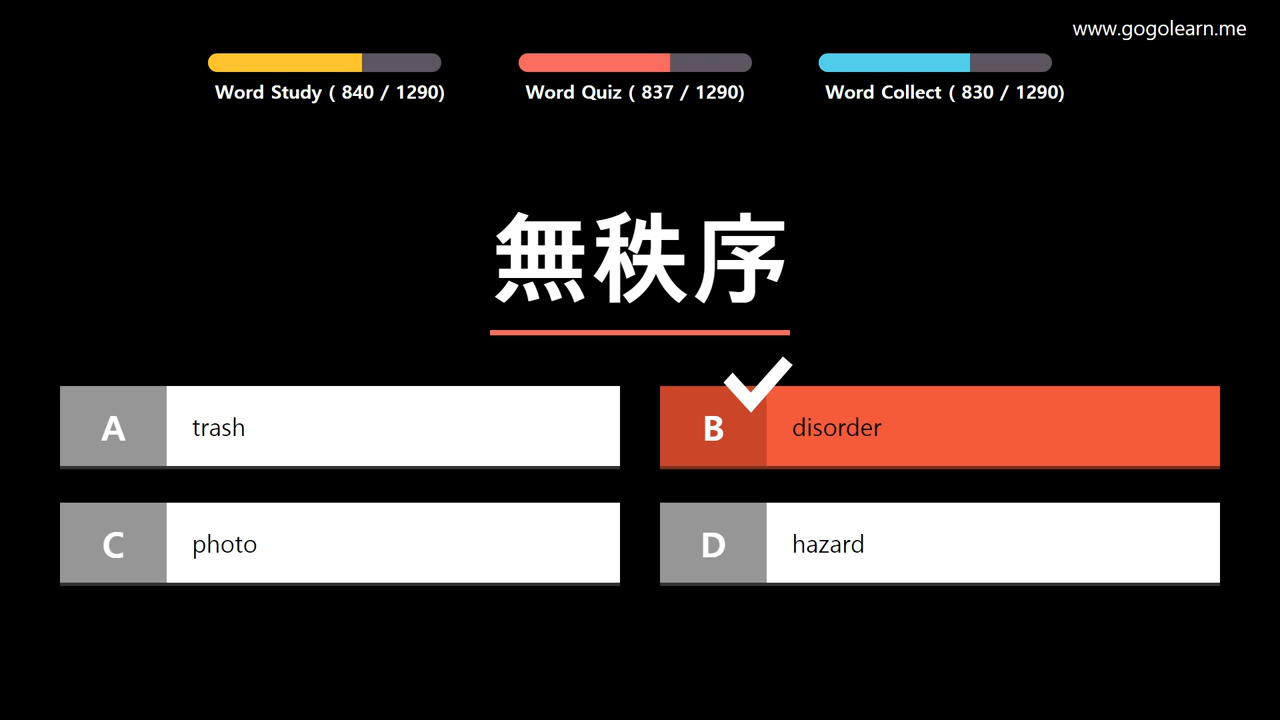 www.gogolearn.me
Word Study ( 840 / 1290)
Word Quiz ( 837 / 1290)
Word Collect ( 830 / 1290)
無秩序
A trash
B disorder
C photo
D hazard